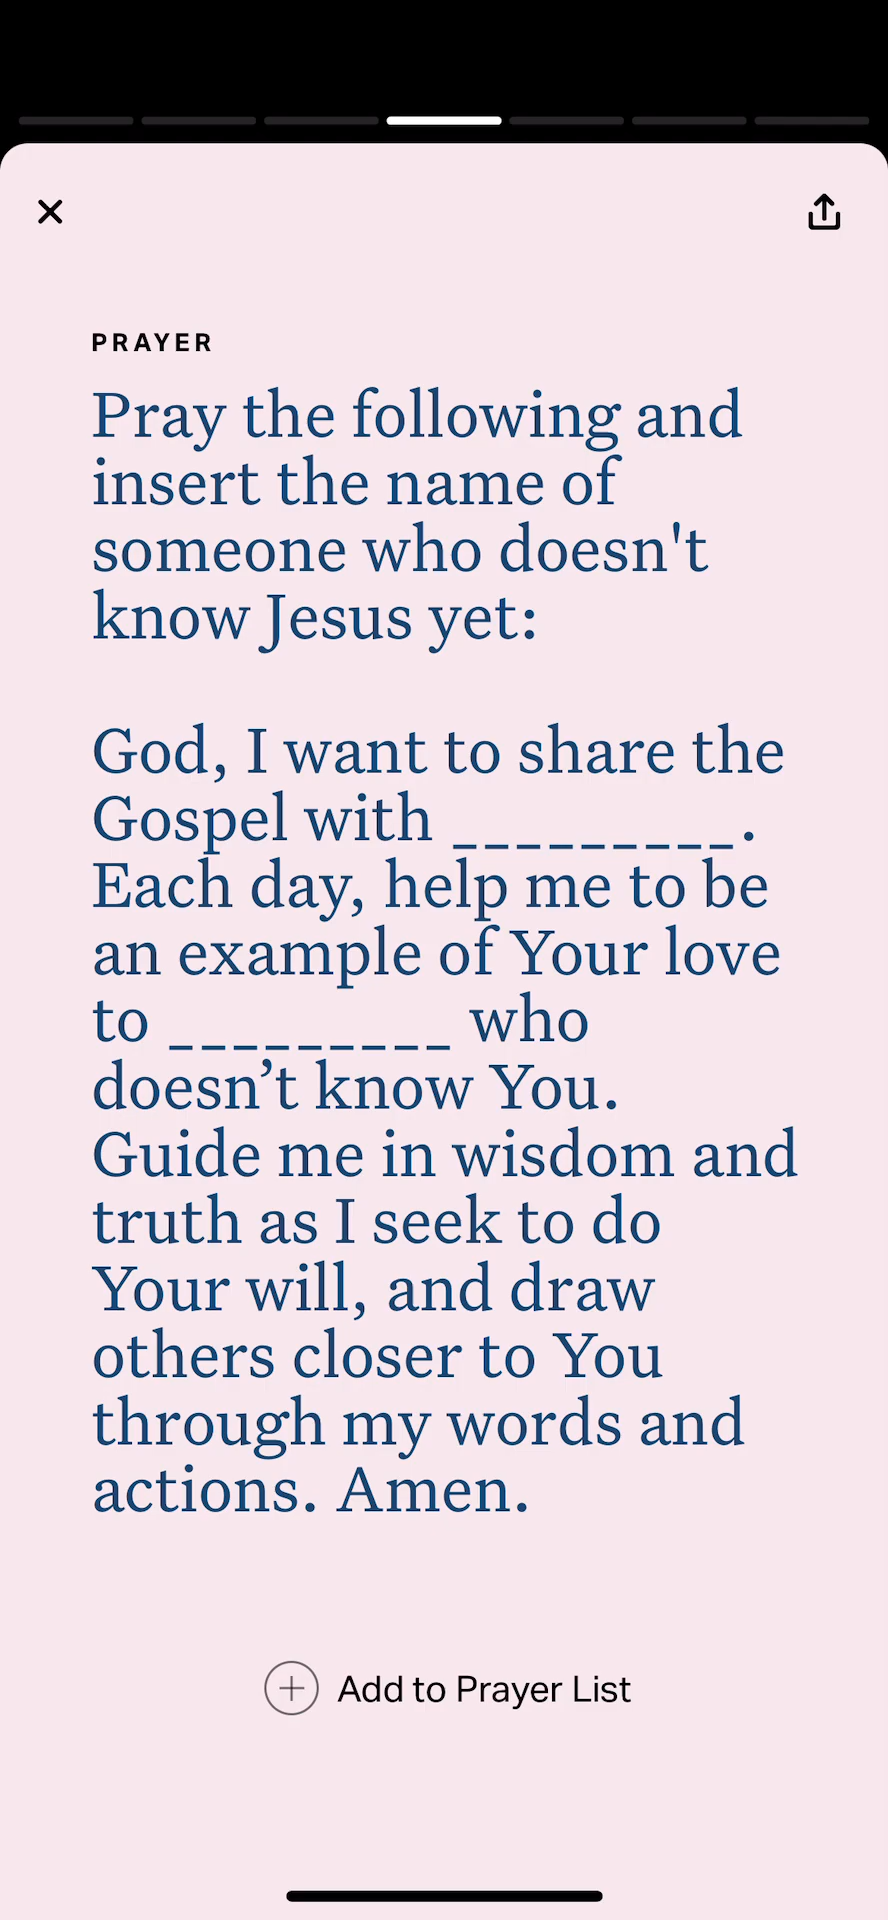 PRAYER
Pray the following and
insert the name of
someone who doesn't
know Jesus yet:
God, I want to share the
Gospel with _________.
Each day, help me to be
an example of Your love
to _________ who
doesn’t know You.
Guide me in wisdom and
truth as I seek to do
Your will, and draw
others closer to You
through my words and
actions. Amen.
Add to Prayer List